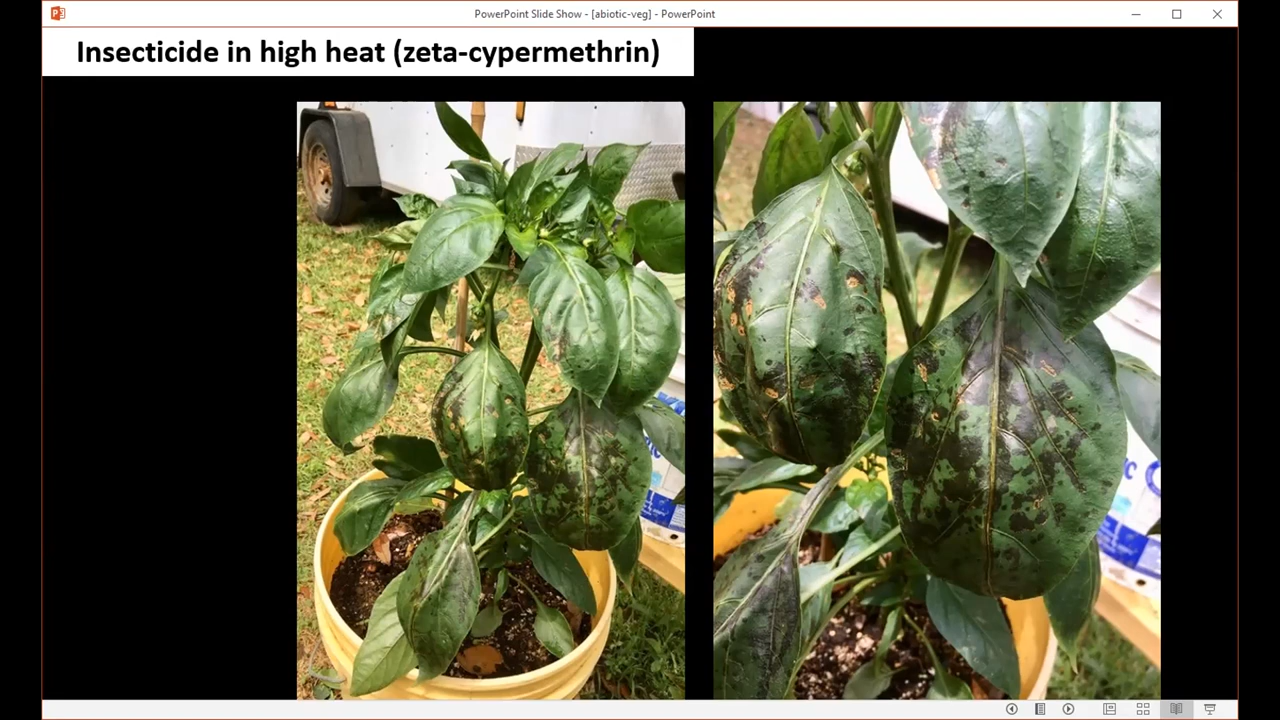 PowerPoint Slide Show - [abiotic-veg] - PowerPoint
Insecticide in high heat (zeta-cypermethrin)